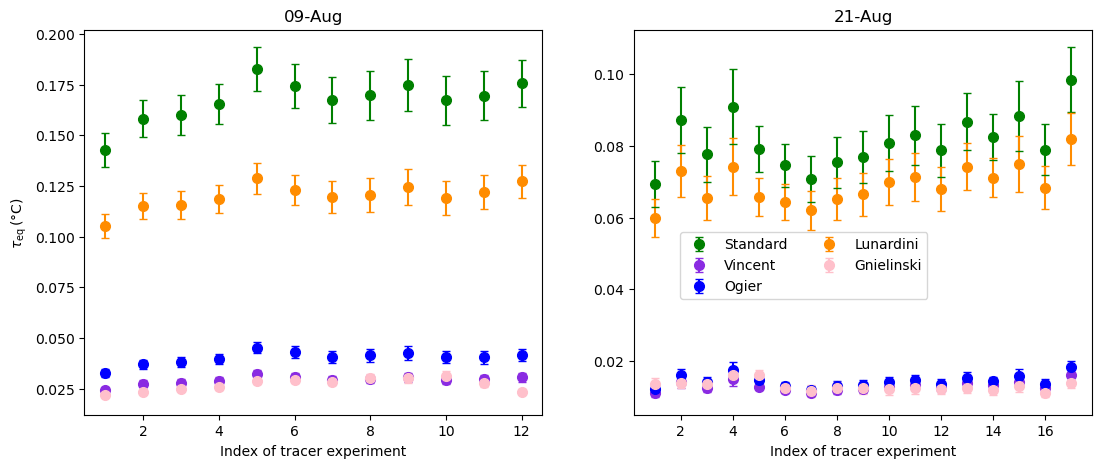 09-Aug
21-Aug
0.200
0.175
0.150
0.125
0.100
0.075
0.050
0.025
τeq (°C)
2 4 6 8 10 12
Index of tracer experiment
0.10
0.08
0.06
0.04
0.02
Standard Lunardini
Vincent Gnielinski
Ogier
2 4 6 8 10 12 14 16
Index of tracer experiment